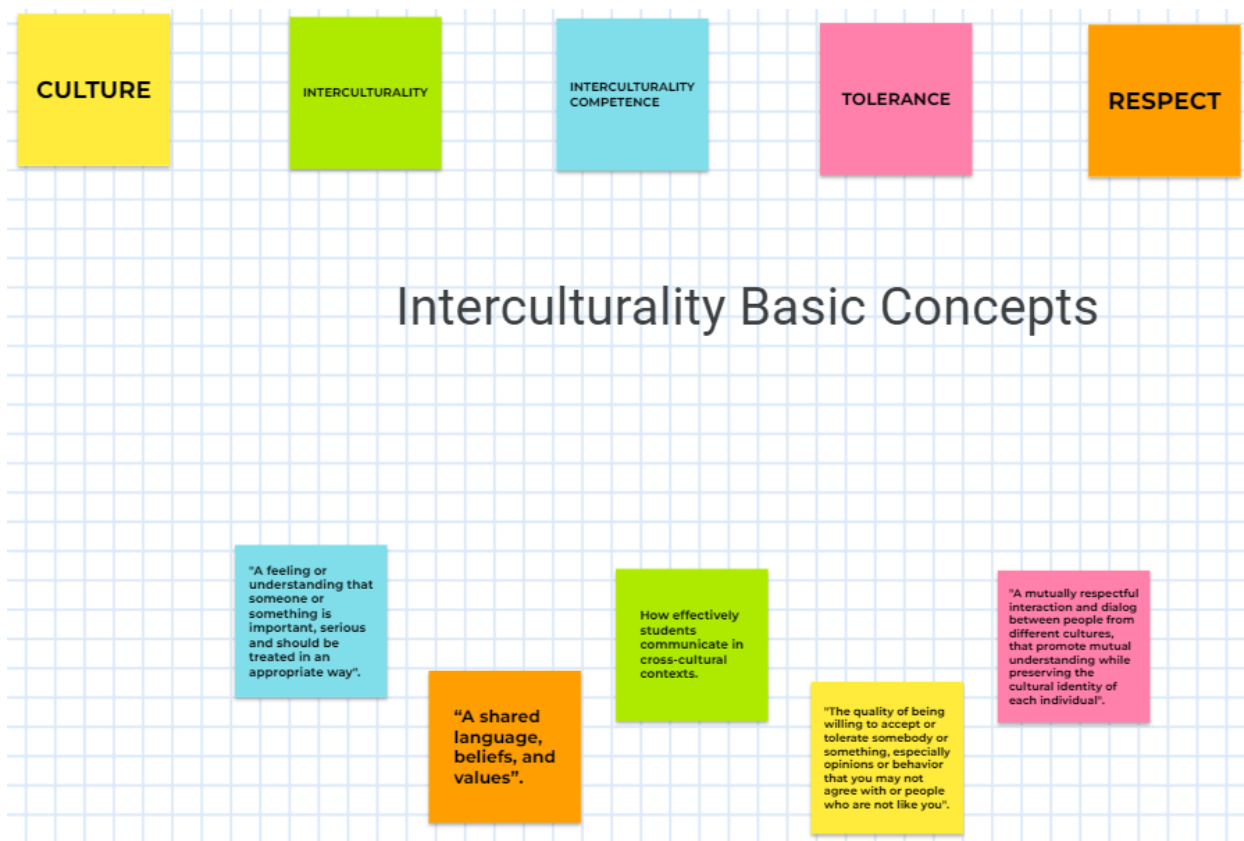 CULTURE
INTERCULTURALITY
INTERCULTURALITY
COMPETENCE
TOLERANCE
RESPECT
Interculturality Basic Concepts
"A feeling or
understanding that
someone or
something is
important, serious
and should be
treated in an
appropriate way".
“A shared
language,
beliefs, and
values”.
How effectively
students
communicate in
cross-cultural
contexts.
"The quality of being
willing to accept or
tolerate somebody or
something, especially
opinions or behavior
that you may not
agree with or people
who are not like you".
"A mutually respectful
interaction and dialog
between people from
different cultures,
that promote mutual
understanding while
preserving the
cultural identity of
each individual".